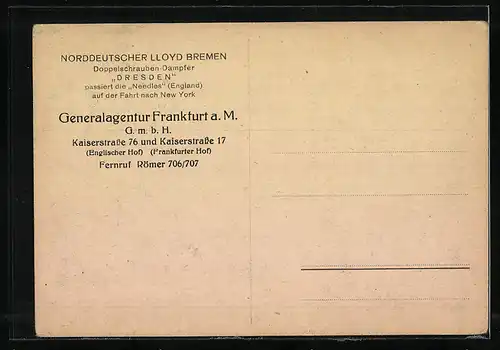 NORDDEUTSCHER LLOYD BREMEN
Doppelschrauben-Dampfer
„DRESDEN"
passiert die „Needles" (England)
auf der Fahrt nach New York
Generalagentur Frankfurt a. M.
G. m. b. H.
Kaiserstraße 76 und Kaiserstraße 17
(Englischer Hof) (Frankfurter Hof)
Fernruf Römer 706/707